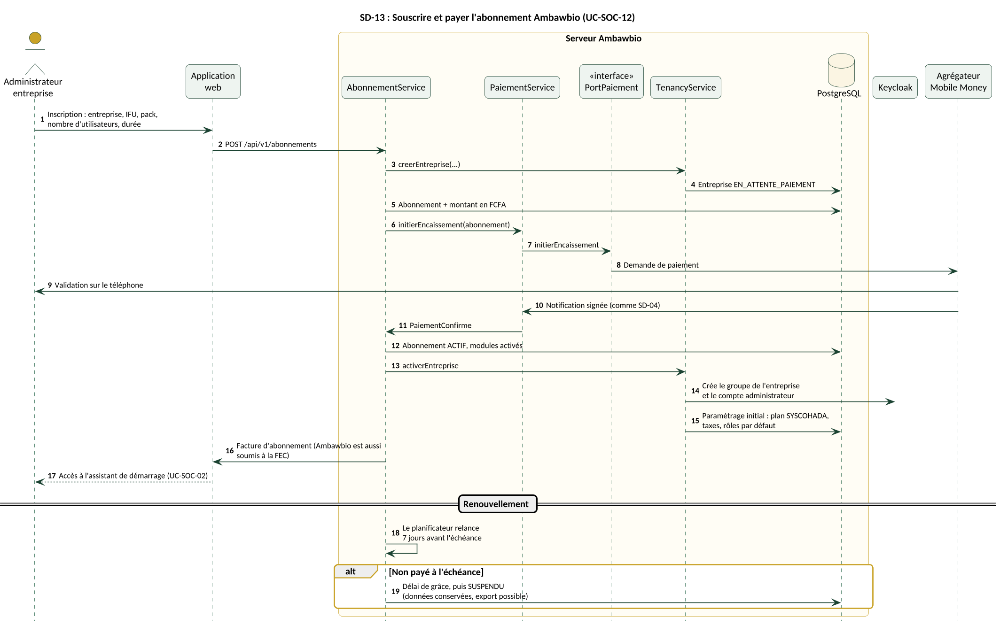 SD-13 : Souscrire et payer l'abonnement Ambawbio (UC-SOC-12)
Serveur Ambawbio
Administrateur
entreprise
Application
web
AbonnementService
PaiementService
«interface»
PortPaiement
TenancyService
PostgreSQL
Keycloak
Agrégateur
Mobile Money
1 Inscription : entreprise, IFU, pack,
nombre d'utilisateurs, durée
2 POST /api/v1/abonnements
3 creerEntreprise(...)
4 Entreprise EN_ATTENTE_PAIEMENT
5 Abonnement + montant en FCFA
6 initierEncaissement(abonnement)
7 initierEncaissement
8 Demande de paiement
9 Validation sur le téléphone
10 Notification signée (comme SD-04)
11 PaiementConfirme
12 Abonnement ACTIF, modules activés
13 activerEntreprise
14 Crée le groupe de l'entreprise
et le compte administrateur
15 Paramétrage initial : plan SYSCOHADA,
taxes, rôles par défaut
16 Facture d'abonnement (Ambawbio est aussi
soumis à la FEC)
17 Accès à l'assistant de démarrage (UC-SOC-02)
Renouvellement
18 Le planificateur relance
7 jours avant l'échéance
alt [Non payé à l'échéance]
19 Délai de grâce, puis SUSPENDU
(données conservées, export possible)